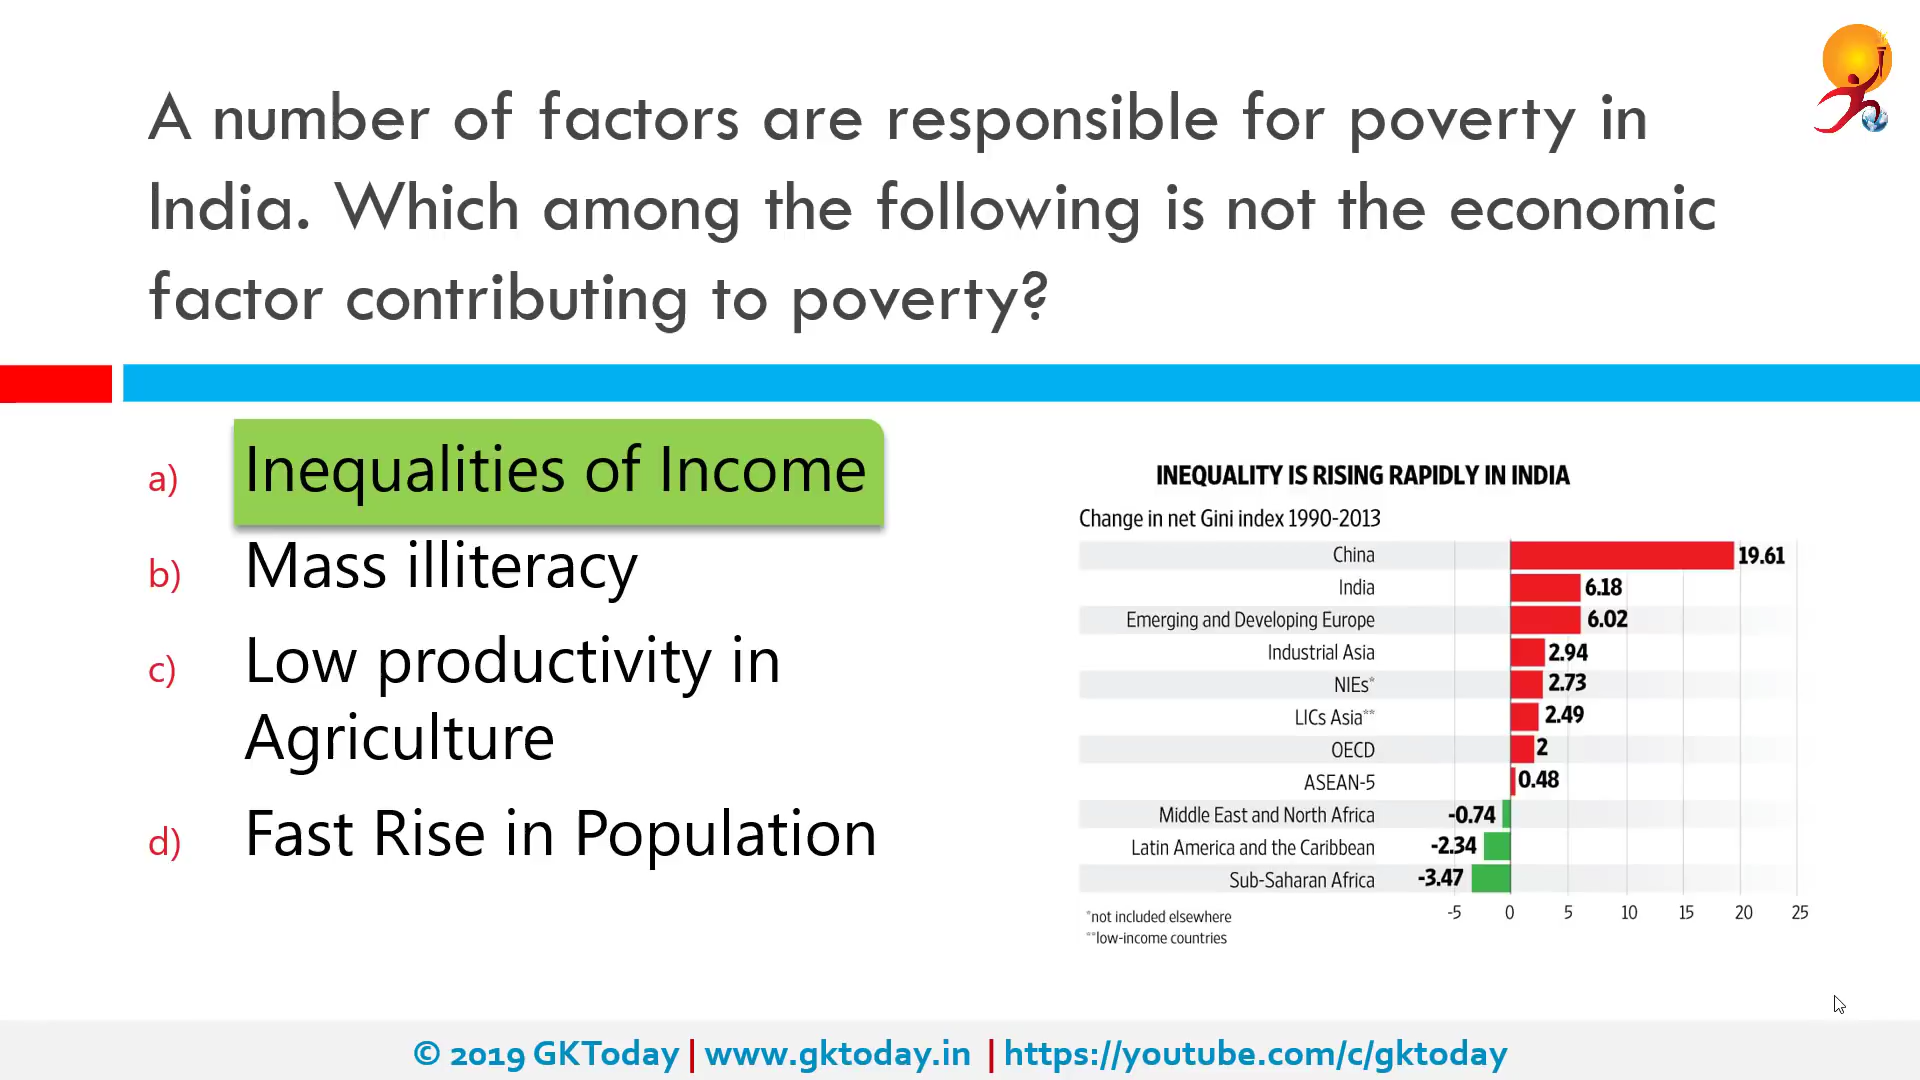 A number of factors are responsible for poverty in
India. Which among the following is not the economic
factor contributing to poverty?
a) Inequalities of Income
b) Mass illiteracy
c) Low productivity in
Agriculture
d) Fast Rise in Population
INEQUALITY IS RISING RAPIDLY IN INDIA
Change in net Gini index 1990-2013
China 19.61
India 6.18
Emerging and Developing Europe 6.02
Industrial Asia 2.94
NIEs* 2.73
LICs Asia** 2.49
OECD 2
ASEAN-5 0.48
Middle East and North Africa -0.74
Latin America and the Caribbean -2.34
Sub-Saharan Africa -3.47
-5 0 5 10 15 20 25
*not included elsewhere
**low-income countries
© 2019 GKToday | www.gktoday.in | https://youtube.com/c/gktoday